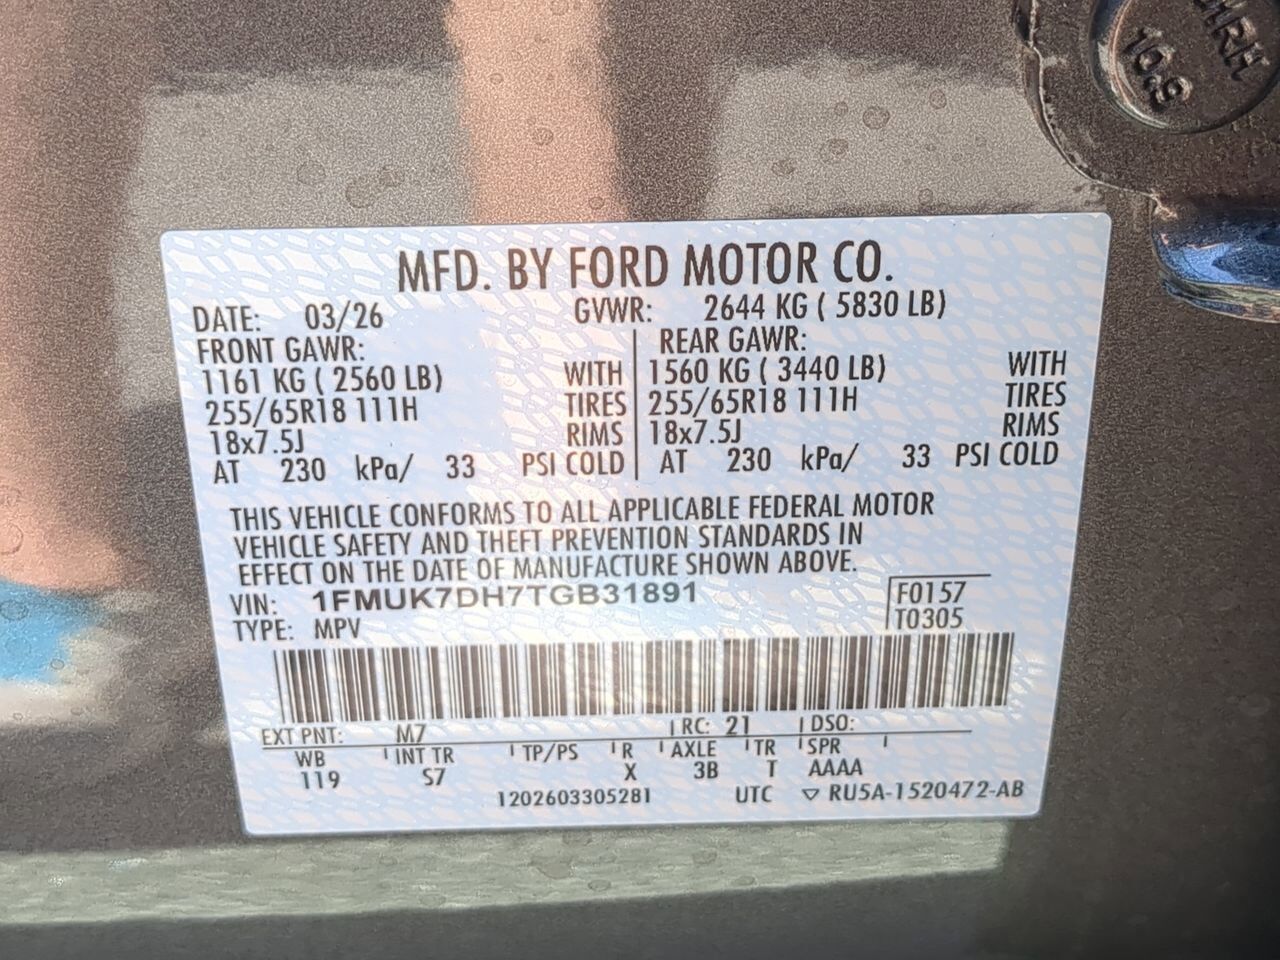 HRH
10.9
MFD. BY FORD MOTOR CO.
DATE: 03/26 GVWR: 2644 KG ( 5830 LB)
FRONT GAWR: REAR GAWR:
1161 KG ( 2560 LB) WITH 1560 KG ( 3440 LB) WITH
255/65R18 111H TIRES 255/65R18 111H TIRES
18x7.5J RIMS 18x7.5J RIMS
AT 230 kPa/ 33 PSI COLD AT 230 kPa/ 33 PSI COLD
THIS VEHICLE CONFORMS TO ALL APPLICABLE FEDERAL MOTOR
VEHICLE SAFETY AND THEFT PREVENTION STANDARDS IN
EFFECT ON THE DATE OF MANUFACTURE SHOWN ABOVE.
VIN: 1FMUK7DH7TGB31891 F0157
TYPE: MPV T0305
EXT PNT: M7 RC: 21 DSO:
WB INT TR TP/PS R AXLE TR SPR
119 S7 X 3B T AAAA
1202603305281 UTC ▽ RU5A-1520472-AB